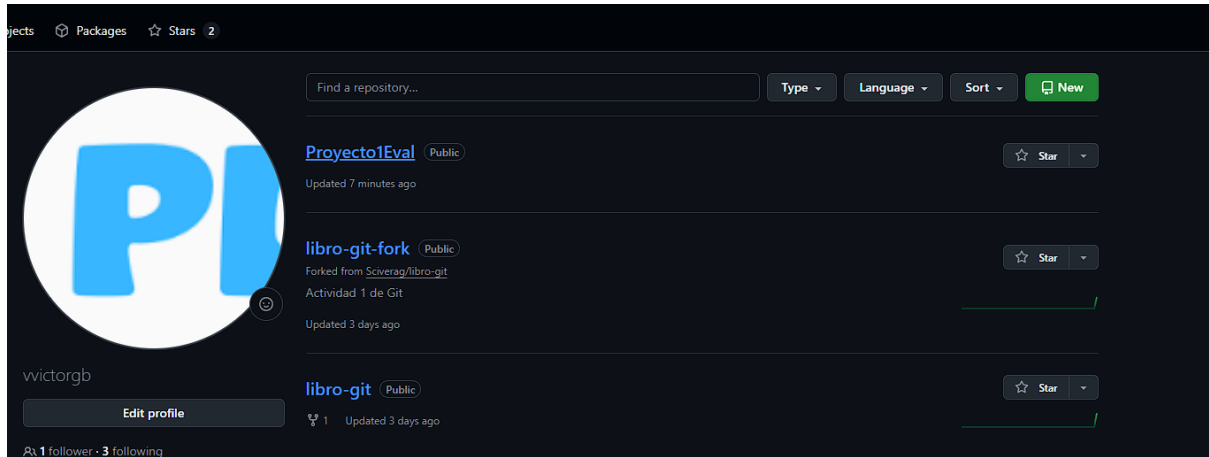 jects Packages Stars 2
Find a repository... Type Language Sort New
Proyecto1Eval Public Star
Updated 7 minutes ago
libro-git-fork Public Star
Forked from Sciverag/libro-git
Actividad 1 de Git
Updated 3 days ago
vvictorgb
libro-git Public Star
Edit profile
1 Updated 3 days ago
1 follower · 3 following